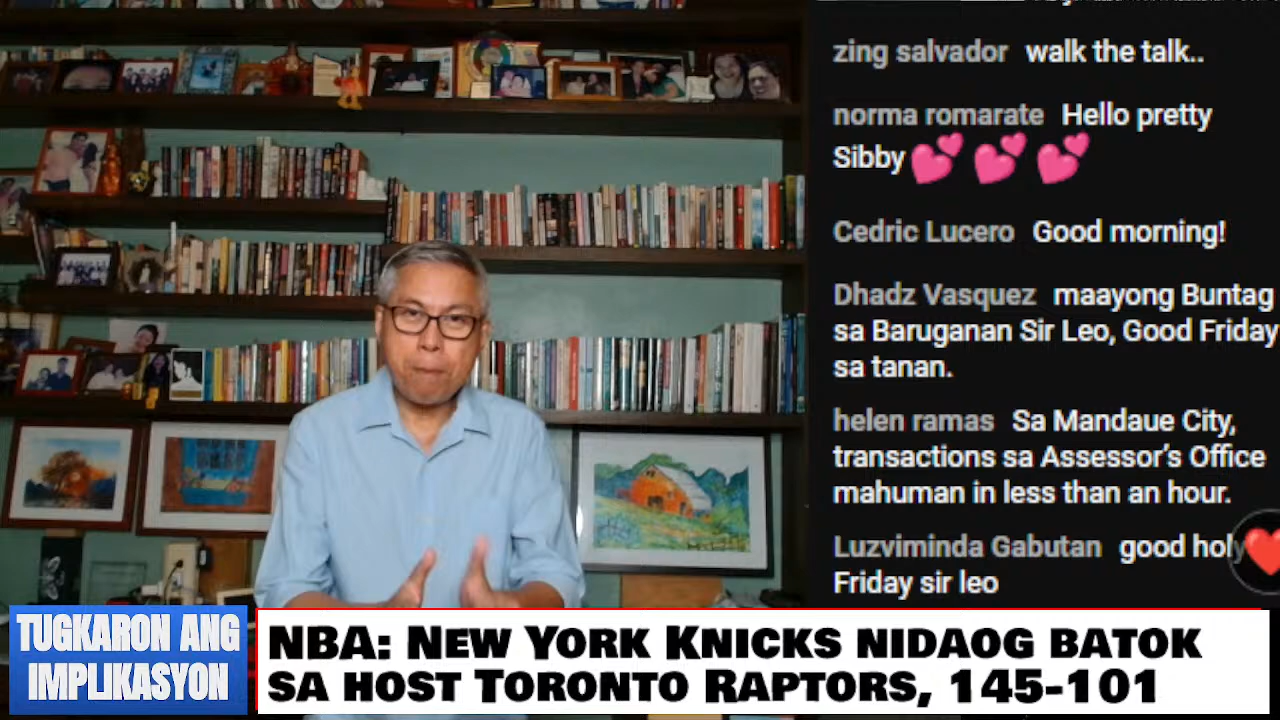 zing salvador walk the talk..
norma romarate Hello pretty
Sibby💕💕💕
Cedric Lucero Good morning!
Dhadz Vasquez maayong Buntag
sa Baruganan Sir Leo, Good Friday
sa tanan.
helen ramas Sa Mandaue City,
transactions sa Assessor's Office
mahuman in less than an hour.
Luzviminda Gabutan good holy
Friday sir leo
TUGKARON ANG
IMPLIKASYON
NBA: NEW YORK KNICKS NIDAOG BATOK
SA HOST TORONTO RAPTORS, 145-101